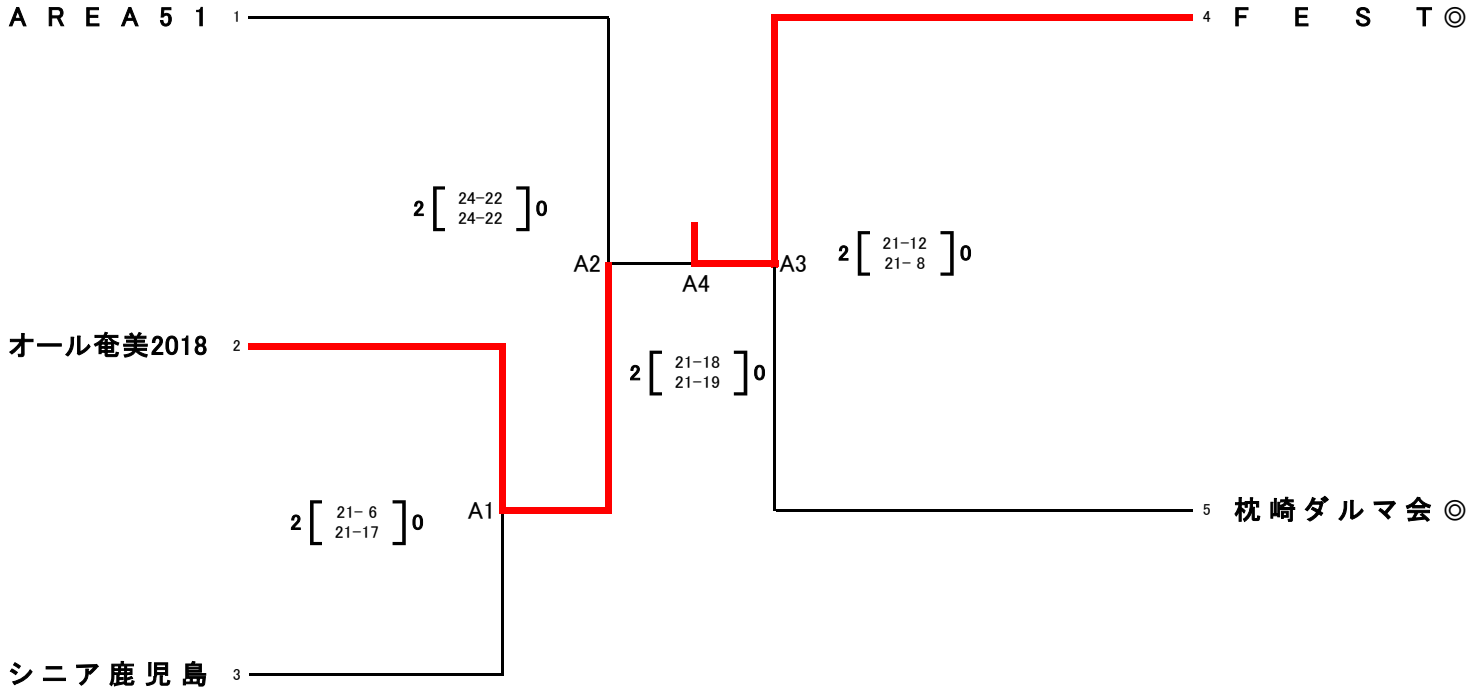 ＡＲＥＡ５１ 1
4 ＦＥＳＴ◎
2 [ 24-22 ] 0
24-22
A2
A4
A3
2 [ 21-12 ] 0
21- 8
オール奄美2018 2
2 [ 21-18 ] 0
21-19
2 [ 21- 6 ] 0
21-17
A1
5 枕崎ダルマ会◎
シニア鹿児島 3